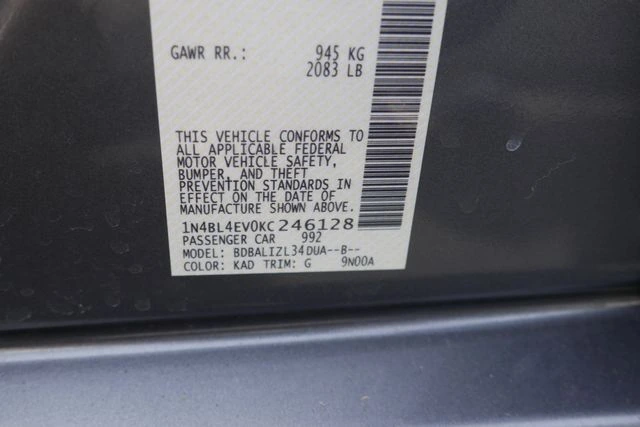 GAWR RR.: 945 KG
2083 LB
THIS VEHICLE CONFORMS TO
ALL APPLICABLE FEDERAL
MOTOR VEHICLE SAFETY,
BUMPER, AND THEFT
PREVENTION STANDARDS IN
EFFECT ON THE DATE OF
MANUFACTURE SHOWN ABOVE.
1N4BL4EV0KC246128
PASSENGER CAR 992
MODEL: BDBALIZL34DUA--B--
COLOR: KAD TRIM: G 9N00A